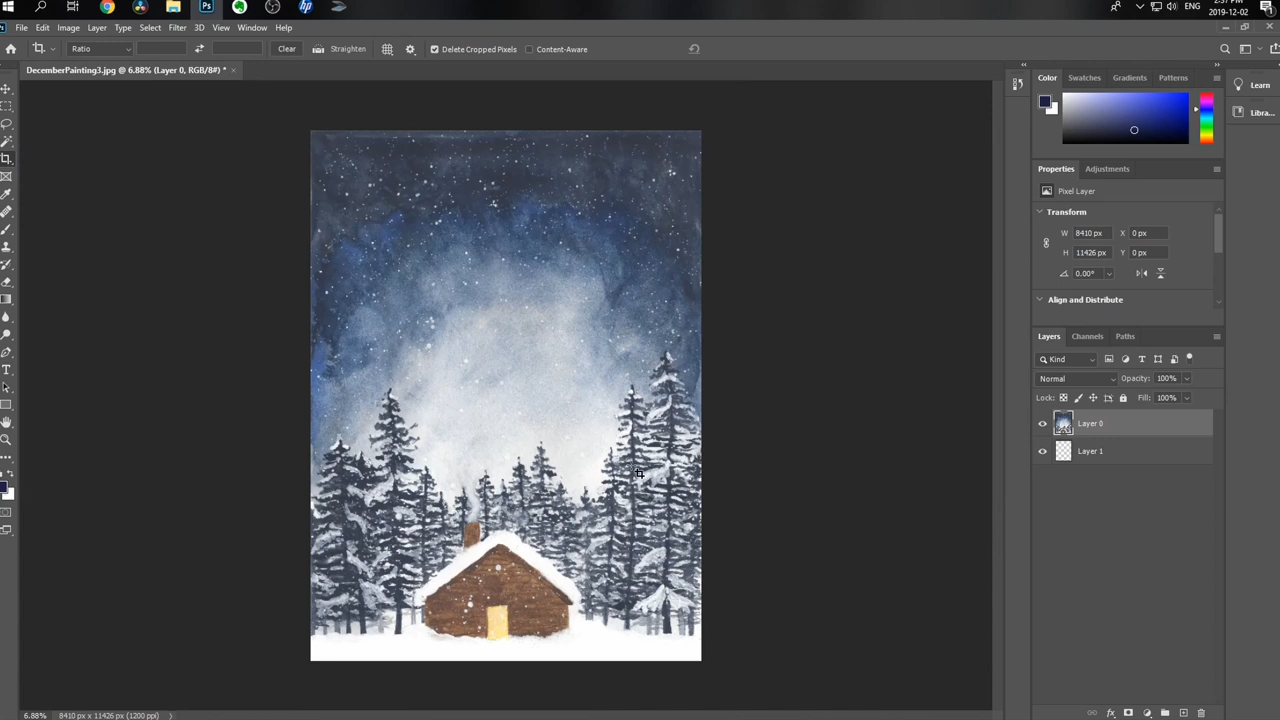 2:37 PM
ENG
2019-12-02
File Edit Image Layer Type Select Filter 3D View Window Help
Ratio Clear Straighten Delete Cropped Pixels Content-Aware
DecemberPainting3.jpg @ 6.88% (Layer 0, RGB/8#) * ×
Color Swatches Gradients Patterns
Learn
Libra...
Properties Adjustments
Pixel Layer
Transform
W 8410 px X 0 px
H 11426 px Y 0 px
0.00°
Align and Distribute
Layers Channels Paths
Kind
Normal Opacity: 100%
Lock: Fill: 100%
Layer 0
Layer 1
6.88% 8410 px x 11426 px (1200 ppi)